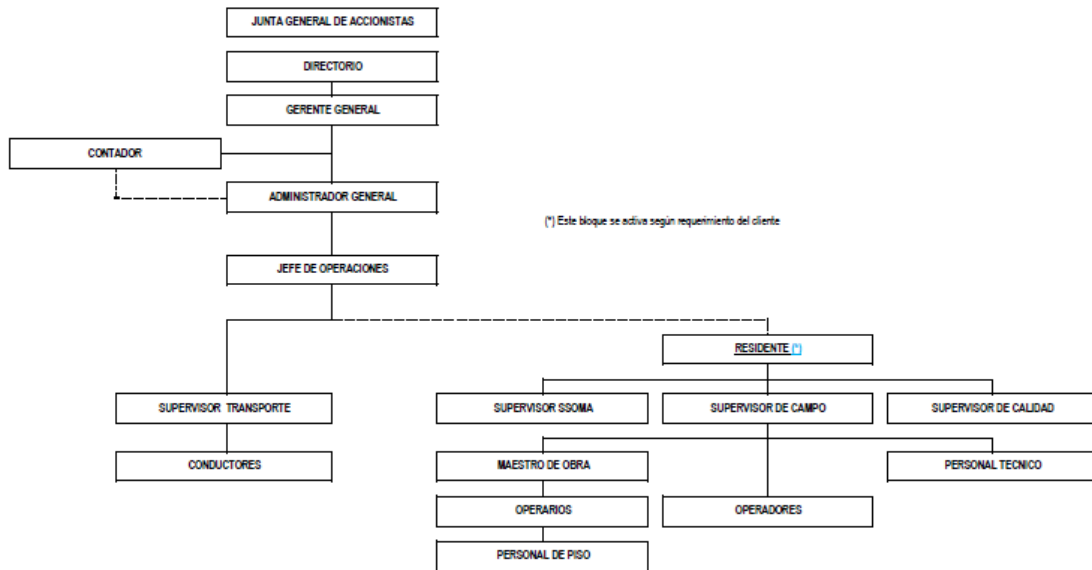 JUNTA GENERAL DE ACCIONISTAS
DIRECTORIO
GERENTE GENERAL
CONTADOR
ADMINISTRADOR GENERAL
(*) Este bloque se activa según requerimiento del cliente
JEFE DE OPERACIONES
RESIDENTE (*)
SUPERVISOR TRANSPORTE
SUPERVISOR SSOMA
SUPERVISOR DE CAMPO
SUPERVISOR DE CALIDAD
CONDUCTORES
MAESTRO DE OBRA
PERSONAL TECNICO
OPERARIOS
OPERADORES
PERSONAL DE PISO